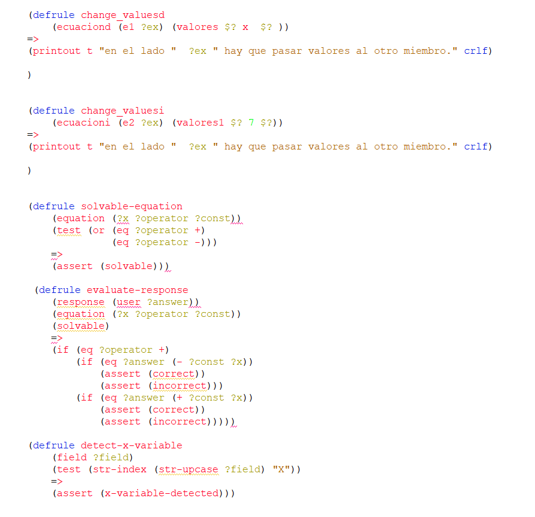 (defrule change_valuesd
(ecuaciond (e1 ?ex) (valores $? x $? ))
=>
(printout t "en el lado " ?ex " hay que pasar valores al otro miembro." crlf)
)
(defrule change_valuesi
(ecuacioni (e2 ?ex) (valores1 $? 7 $?))
=>
(printout t "en el lado " ?ex " hay que pasar valores al otro miembro." crlf)
)
(defrule solvable-equation
(equation (?x ?operator ?const))
(test (or (eq ?operator +)
(eq ?operator -)))
=>
(assert (solvable)))
(defrule evaluate-response
(response (user ?answer))
(equation (?x ?operator ?const))
(solvable)
=>
(if (eq ?operator +)
(if (eq ?answer (- ?const ?x))
(assert (correct))
(assert (incorrect)))
(if (eq ?answer (+ ?const ?x))
(assert (correct))
(assert (incorrect)))))
(defrule detect-x-variable
(field ?field)
(test (str-index (str-upcase ?field) "X"))
=>
(assert (x-variable-detected)))